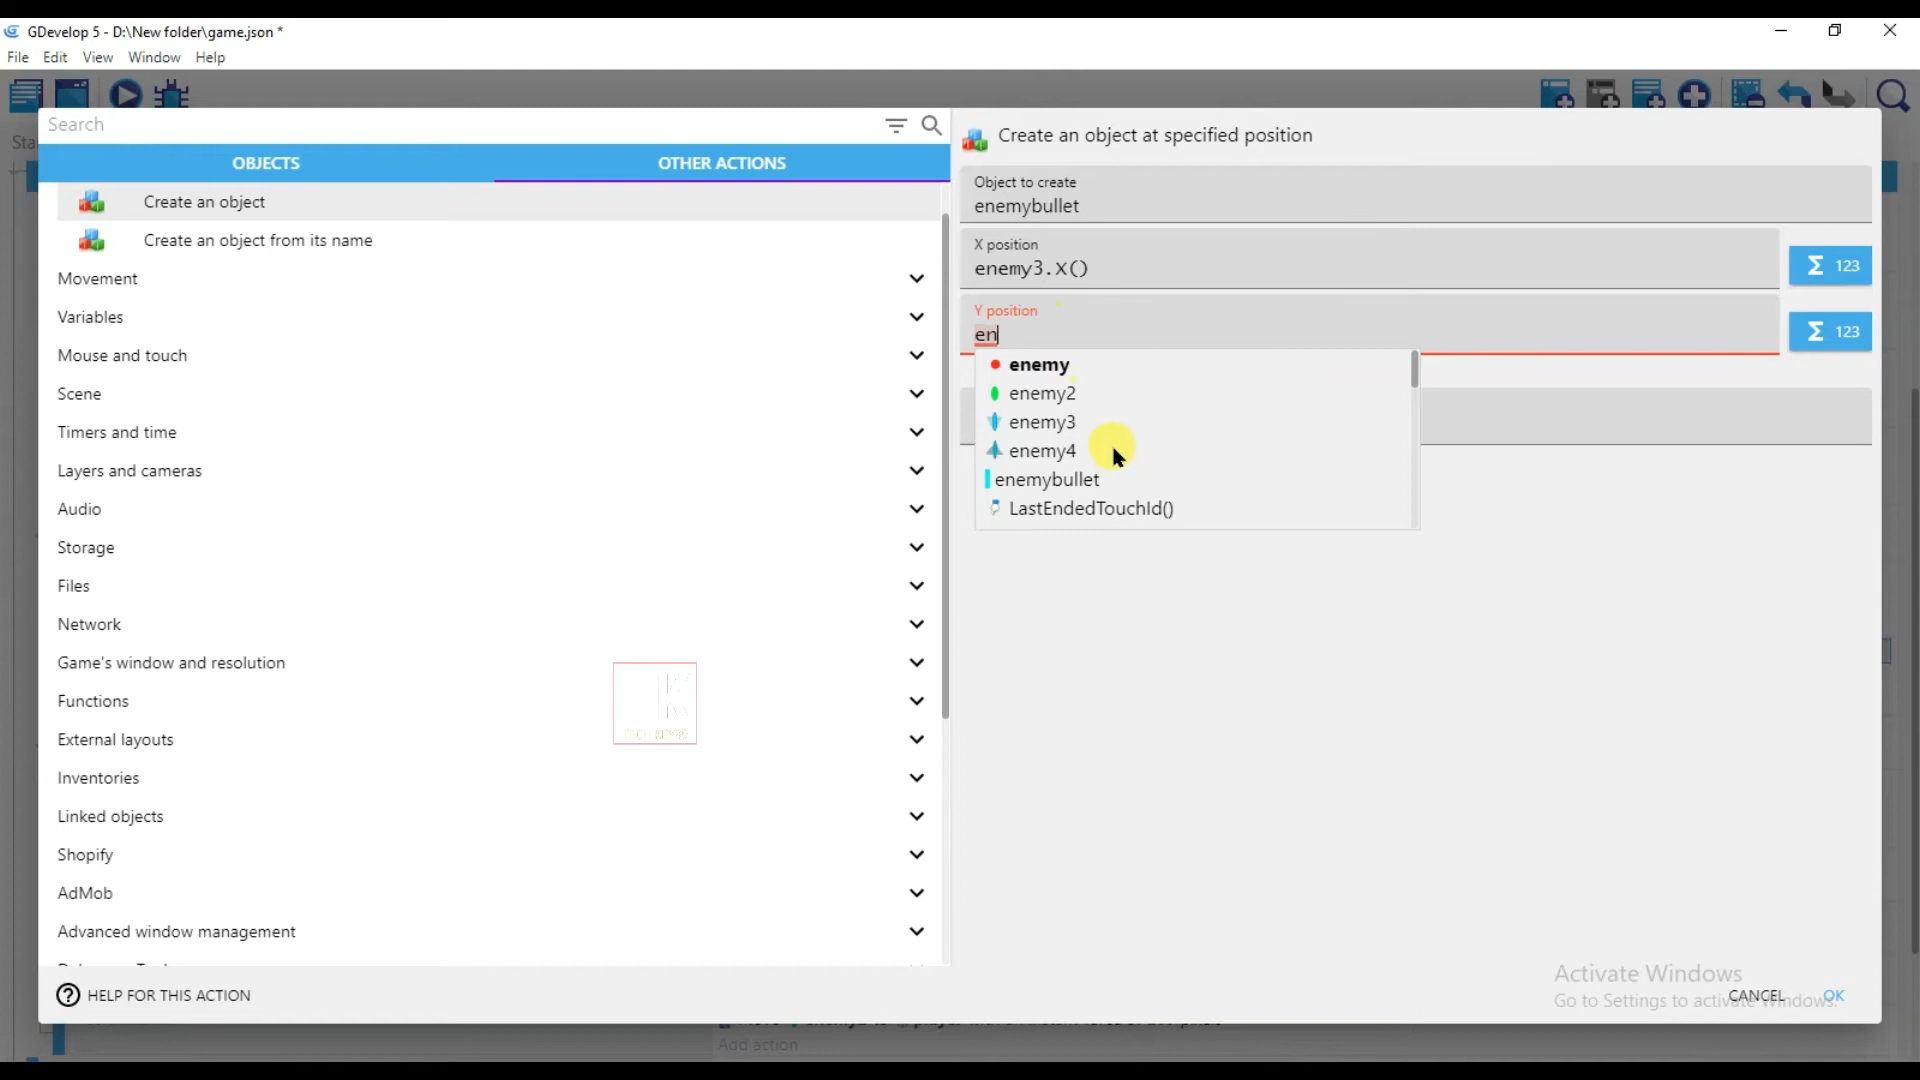 GDevelop 5 - D:\New folder\game.json *
File Edit View Window Help
Search
OBJECTS
OTHER ACTIONS
Create an object
Create an object from its name
Movement
Variables
Mouse and touch
Scene
Timers and time
Layers and cameras
Audio
Storage
Files
Network
Game's window and resolution
Functions
External layouts
Inventories
Linked objects
Shopify
AdMob
Advanced window management
HELP FOR THIS ACTION
Create an object at specified position
Object to create
enemybullet
X position
enemy3.X()
Σ 123
Y position
en
Σ 123
enemy
enemy2
enemy3
enemy4
enemybullet
LastEndedTouchId()
Activate Windows
Go to Settings to activate Windows.
CANCEL
OK
Add action